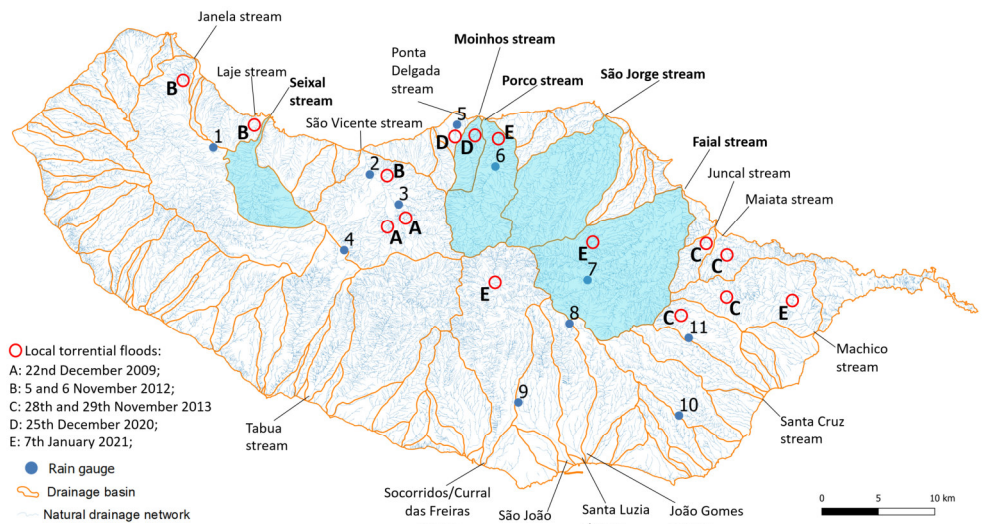 Janela stream
Laje stream
Seixal
stream
São Vicente stream
Ponta
Delgada
stream
Moinhos stream
Porco stream
São Jorge stream
Faial stream
Juncal stream
Maiata stream
B
B
1
2
B
3
A
A
4
5
D
D
E
6
E
7
E
8
C
C
C
C
E
11
9
10
Machico
stream
Santa Cruz
stream
Tabua
stream
Socorridos/Curral
das Freiras
São João
Santa Luzia
João Gomes
Local torrential floods:
A: 22nd December 2009;
B: 5 and 6 November 2012;
C: 28th and 29th November 2013
D: 25th December 2020;
E: 7th January 2021;
Rain gauge
Drainage basin
Natural drainage network
0 5 10 km